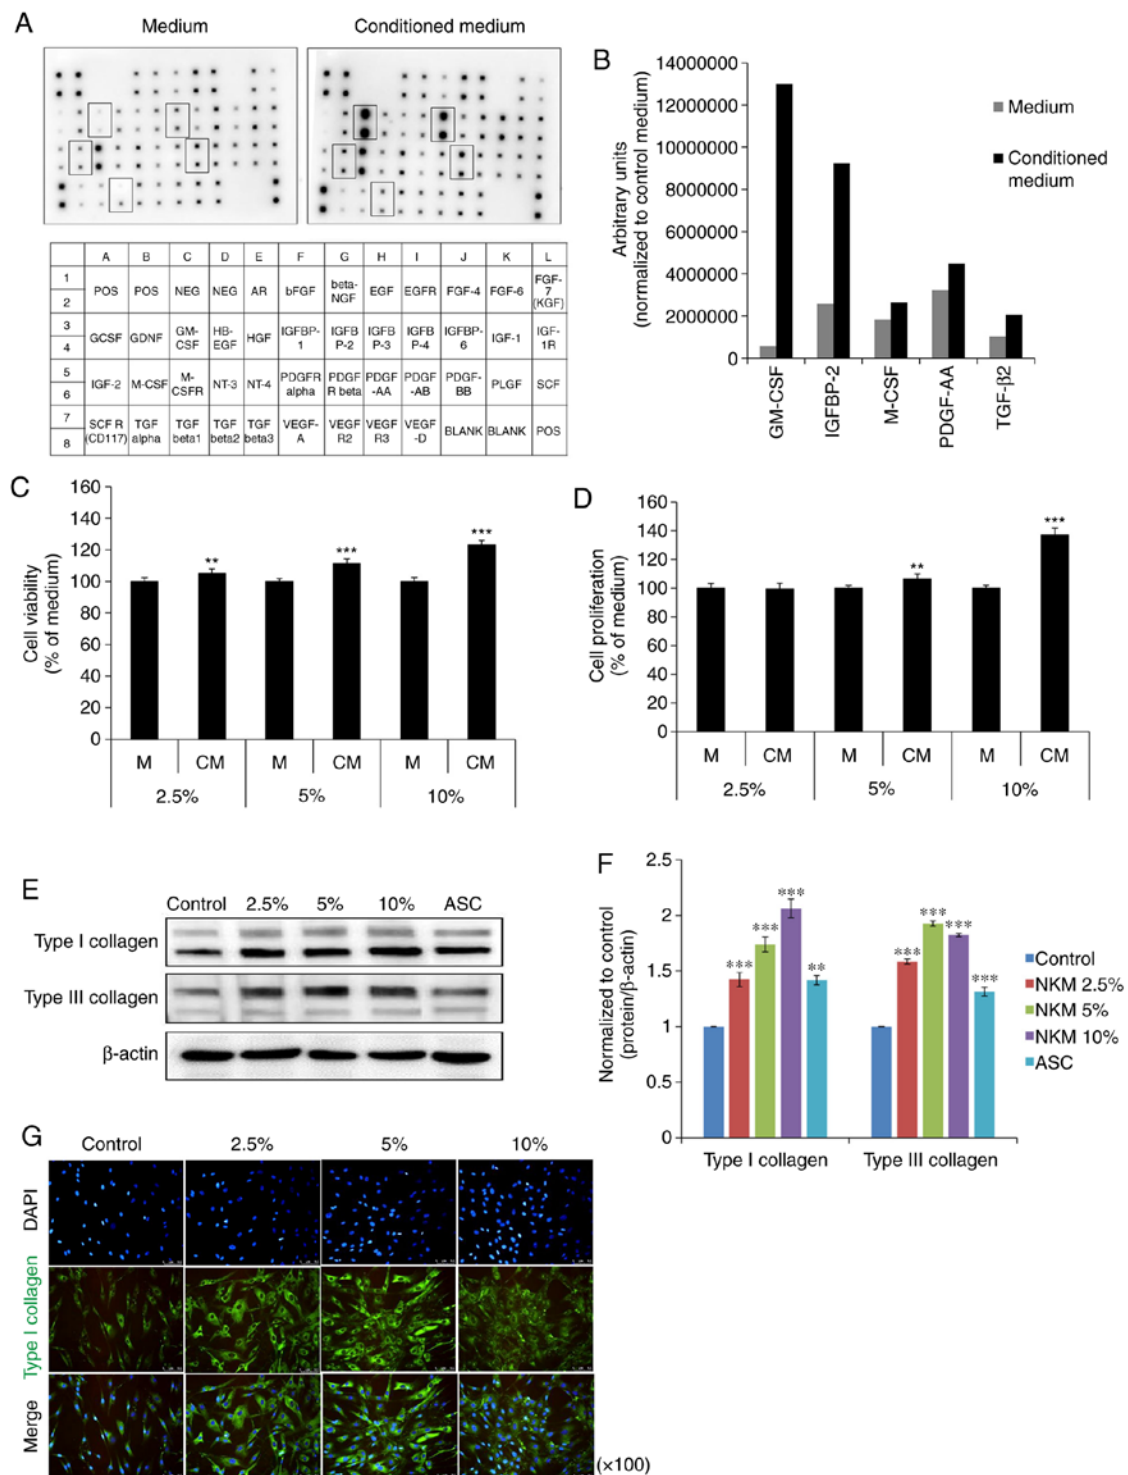 A
Medium
Conditioned medium
A B C D E F G H I J K L
1
2
POS POS NEG NEG AR bFGF beta-NGF EGF EGFR FGF-4 FGF-6 FGF-7 (KGF)
3
4
GCSF GDNF GM-CSF HB-EGF HGF IGFBP-1 IGFB P-2 IGFB P-3 IGFB P-4 IGFBP-6 IGF-1 IGF-1R
5
6
IGF-2 M-CSF M-CSFR NT-3 NT-4 PDGFR alpha PDGF R beta PDGF -AA PDGF -AB PDGF-BB PLGF SCF
7
8
SCF R (CD117) TGF alpha TGF beta1 TGF beta2 TGF beta3 VEGF-A VEGF R2 VEGF R3 VEGF -D BLANK BLANK POS
B
Arbitrary units
(normalized to control medium)
14000000
12000000
10000000
8000000
6000000
4000000
2000000
0
GM-CSF
IGFBP-2
M-CSF
PDGF-AA
TGF-β2
Medium
Conditioned
medium
C
Cell viability
(% of medium)
160
140
120
100
80
60
40
20
0
**
***
***
M CM M CM M CM
2.5% 5% 10%
D
Cell proliferation
(% of medium)
160
140
120
100
80
60
40
20
0
**
***
M CM M CM M CM
2.5% 5% 10%
E
Control 2.5% 5% 10% ASC
Type I collagen
Type III collagen
β-actin
F
Normalized to control
(protein/β-actin)
2.5
2
1.5
1
0.5
0
*** *** *** **
*** *** *** ***
Type I collagen Type III collagen
Control
NKM 2.5%
NKM 5%
NKM 10%
ASC
G
Control 2.5% 5% 10%
DAPI
Type I collagen
Merge
(×100)